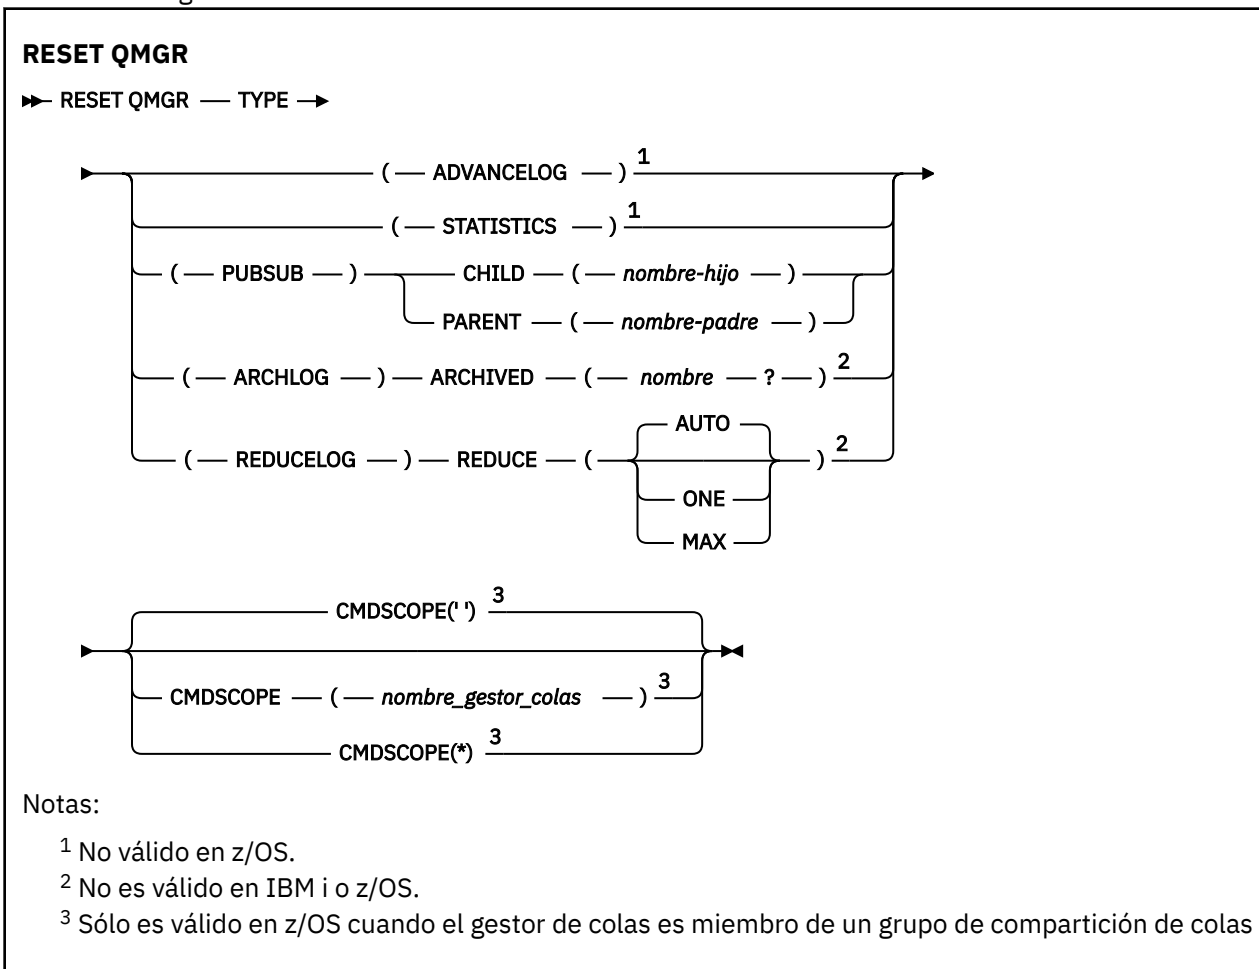 RESET QMGR
RESET QMGR TYPE
( ADVANCELOG ) 1
( STATISTICS ) 1
( PUBSUB ) CHILD ( nombre-hijo )
PARENT ( nombre-padre )
( ARCHLOG ) ARCHIVED ( nombre ? ) 2
AUTO
( REDUCELOG ) REDUCE ( ) 2
ONE
MAX
CMDSCOPE(' ') 3
CMDSCOPE ( nombre_gestor_colas ) 3
CMDSCOPE(*) 3
Notas:
1 No válido en z/OS.
2 No es válido en IBM i o z/OS.
3 Sólo es válido en z/OS cuando el gestor de colas es miembro de un grupo de compartición de colas